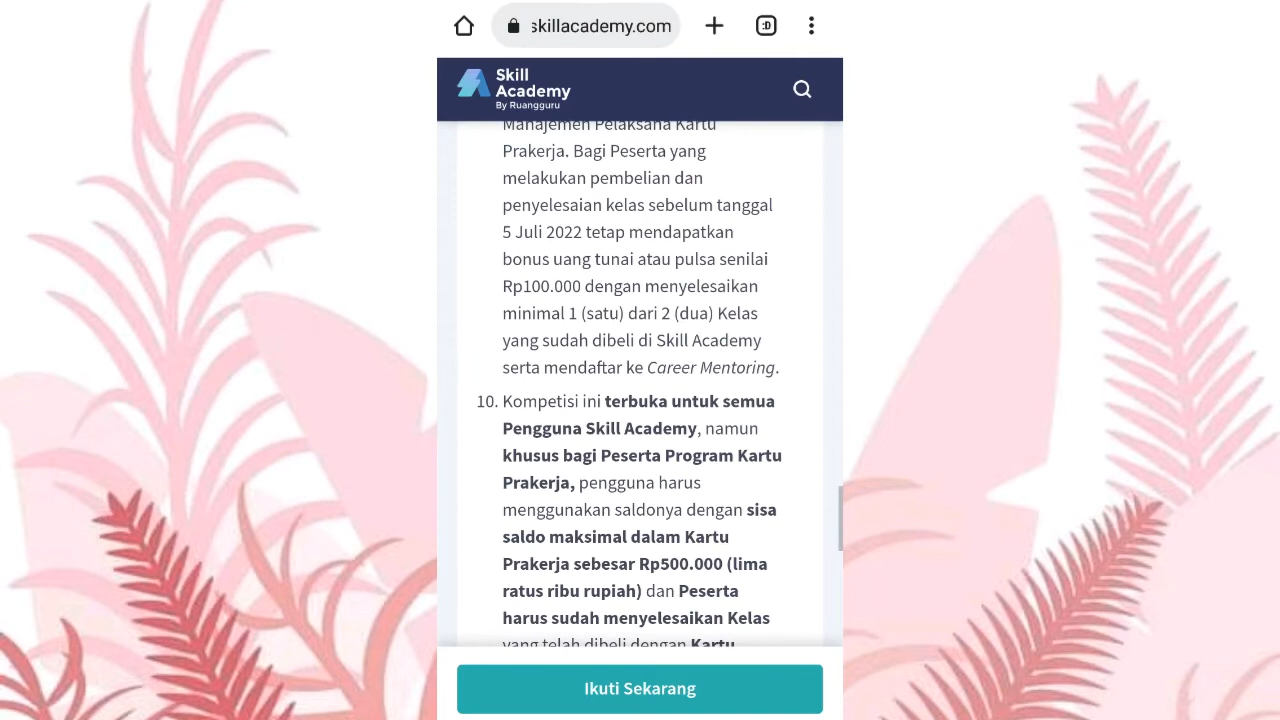 skillacademy.com
:D
Skill
Academy
By Ruangguru
Manajemen Pelaksana Kartu
Prakerja. Bagi Peserta yang
melakukan pembelian dan
penyelesaian kelas sebelum tanggal
5 Juli 2022 tetap mendapatkan
bonus uang tunai atau pulsa senilai
Rp100.000 dengan menyelesaikan
minimal 1 (satu) dari 2 (dua) Kelas
yang sudah dibeli di Skill Academy
serta mendaftar ke Career Mentoring.
10. Kompetisi ini terbuka untuk semua
Pengguna Skill Academy, namun
khusus bagi Peserta Program Kartu
Prakerja, pengguna harus
menggunakan saldonya dengan sisa
saldo maksimal dalam Kartu
Prakerja sebesar Rp500.000 (lima
ratus ribu rupiah) dan Peserta
harus sudah menyelesaikan Kelas
yang telah dibeli dengan Kartu
Ikuti Sekarang